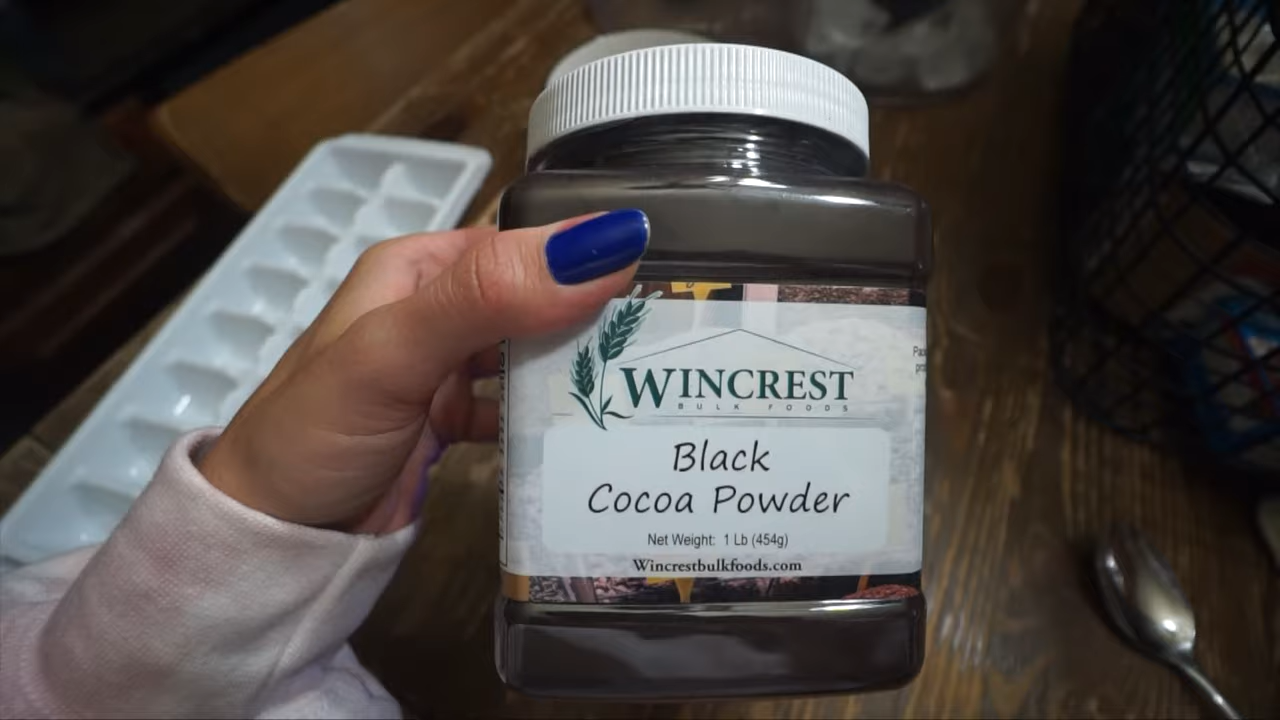 WINCREST
BULK FOODS
Black
Cocoa Powder
Net Weight: 1 Lb (454g)
Wincrestbulkfoods.com